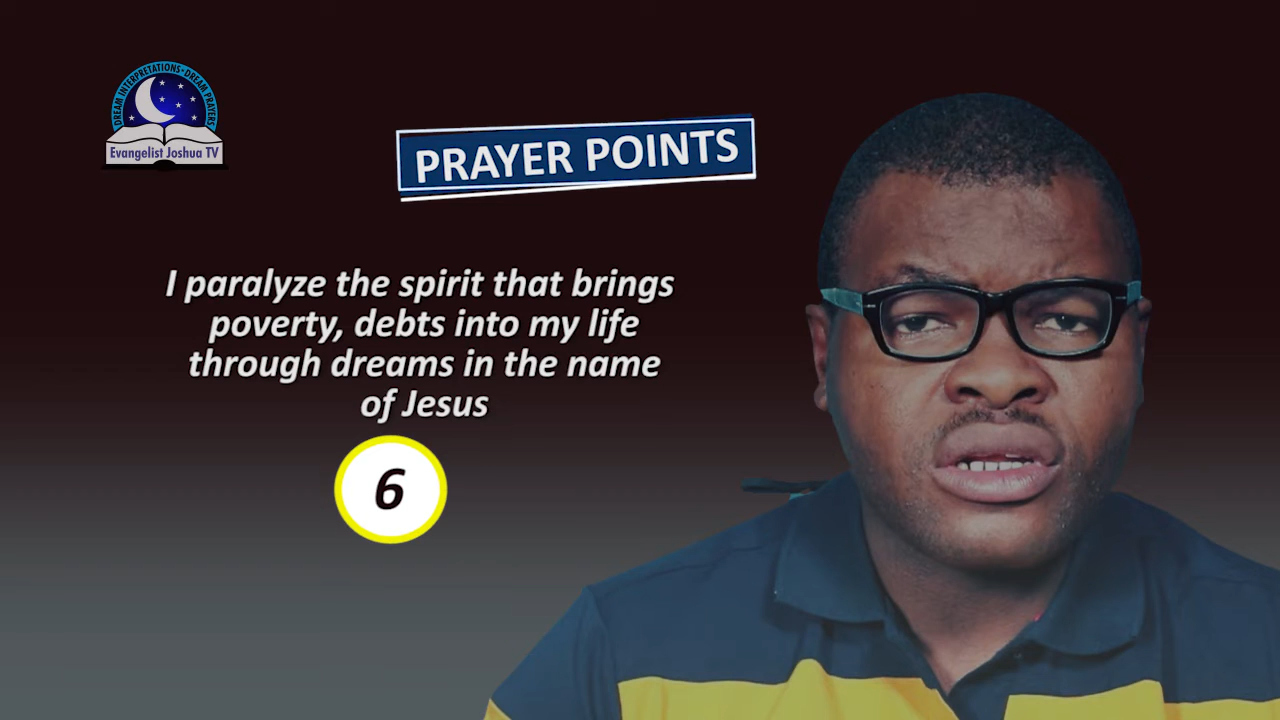 DREAM INTERPRETATIONS-DREAM PRAYERS
Evangelist Joshua TV
PRAYER POINTS
I paralyze the spirit that brings
poverty, debts into my life
through dreams in the name
of Jesus
6